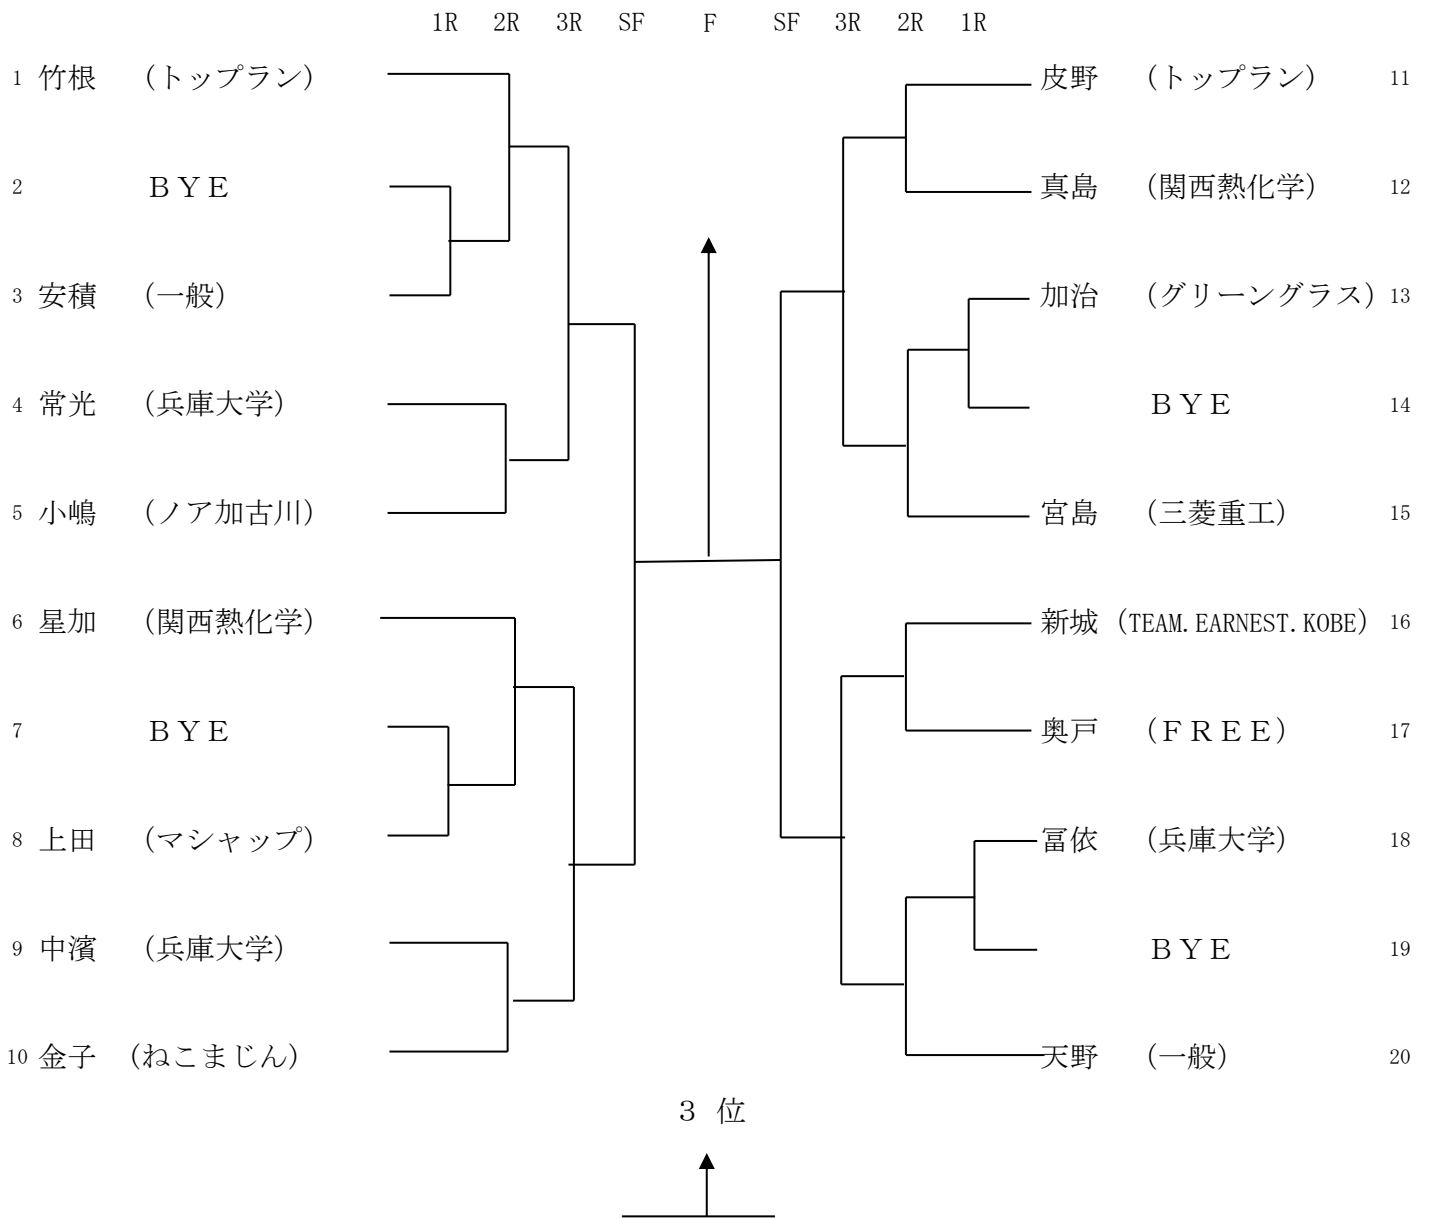 1R 2R 3R SF F SF 3R 2R 1R
1 竹根 (トップラン) 皮野 (トップラン) 11
2 ＢＹＥ 真島 (関西熱化学) 12
3 安積 (一般) 加治 (グリーングラス) 13
4 常光 (兵庫大学) ＢＹＥ 14
5 小嶋 (ノア加古川) 宮島 (三菱重工) 15
6 星加 (関西熱化学) 新城 (TEAM.EARNEST.KOBE) 16
7 ＢＹＥ 奥戸 (ＦＲＥＥ) 17
8 上田 (マシャップ) 冨依 (兵庫大学) 18
9 中濱 (兵庫大学) ＢＹＥ 19
10 金子 (ねこまじん) 天野 (一般) 20
３ 位